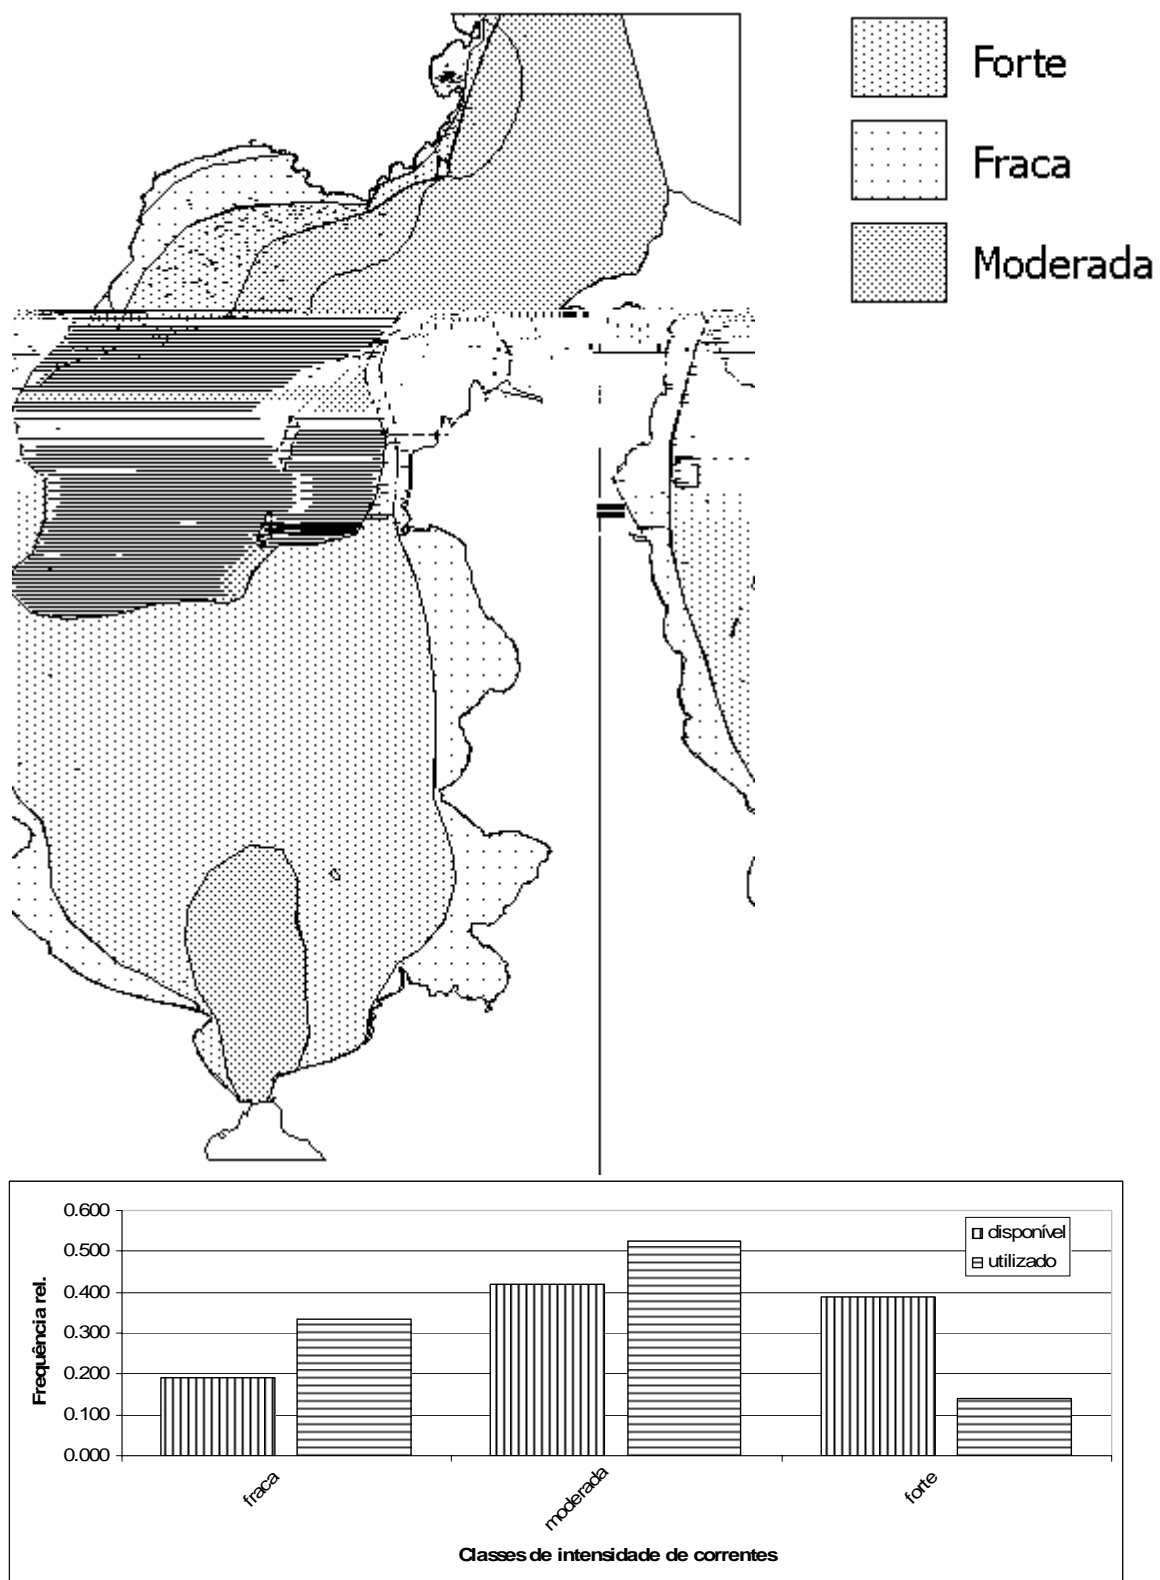 Forte
Fraca
Moderada
0.600
0.500
0.400
0.300
0.200
0.100
0.000
Frequência rel.
disponível
utilizado
fraca
moderada
forte
Classes de intensidade de correntes